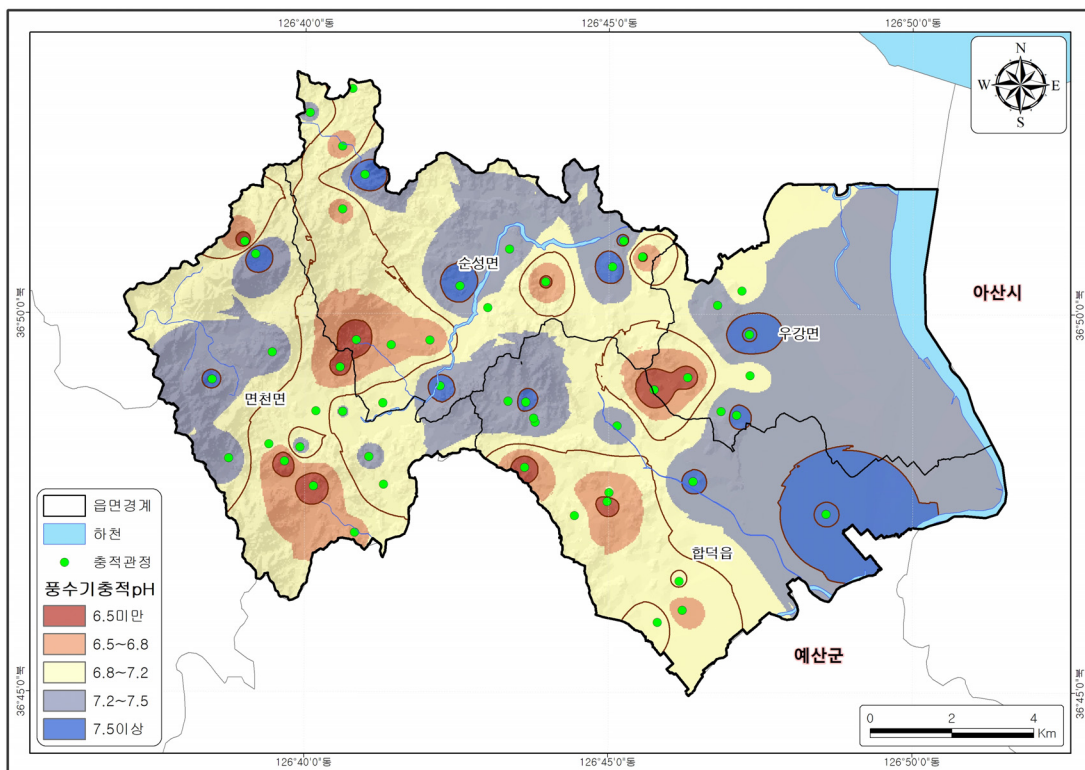 126°40'0"동
126°45'0"동
126°50'0"동
N
W
E
S
36°50'0"북
36°50'0"북
36°45'0"북
36°45'0"북
순성면
아산시
우강면
면천면
합덕읍
예산군
읍면경계
하천
충적관정
풍수기충적pH
6.5미만
6.5~6.8
6.8~7.2
7.2~7.5
7.5이상
0 2 4
Km
126°40'0"동
126°45'0"동
126°50'0"동